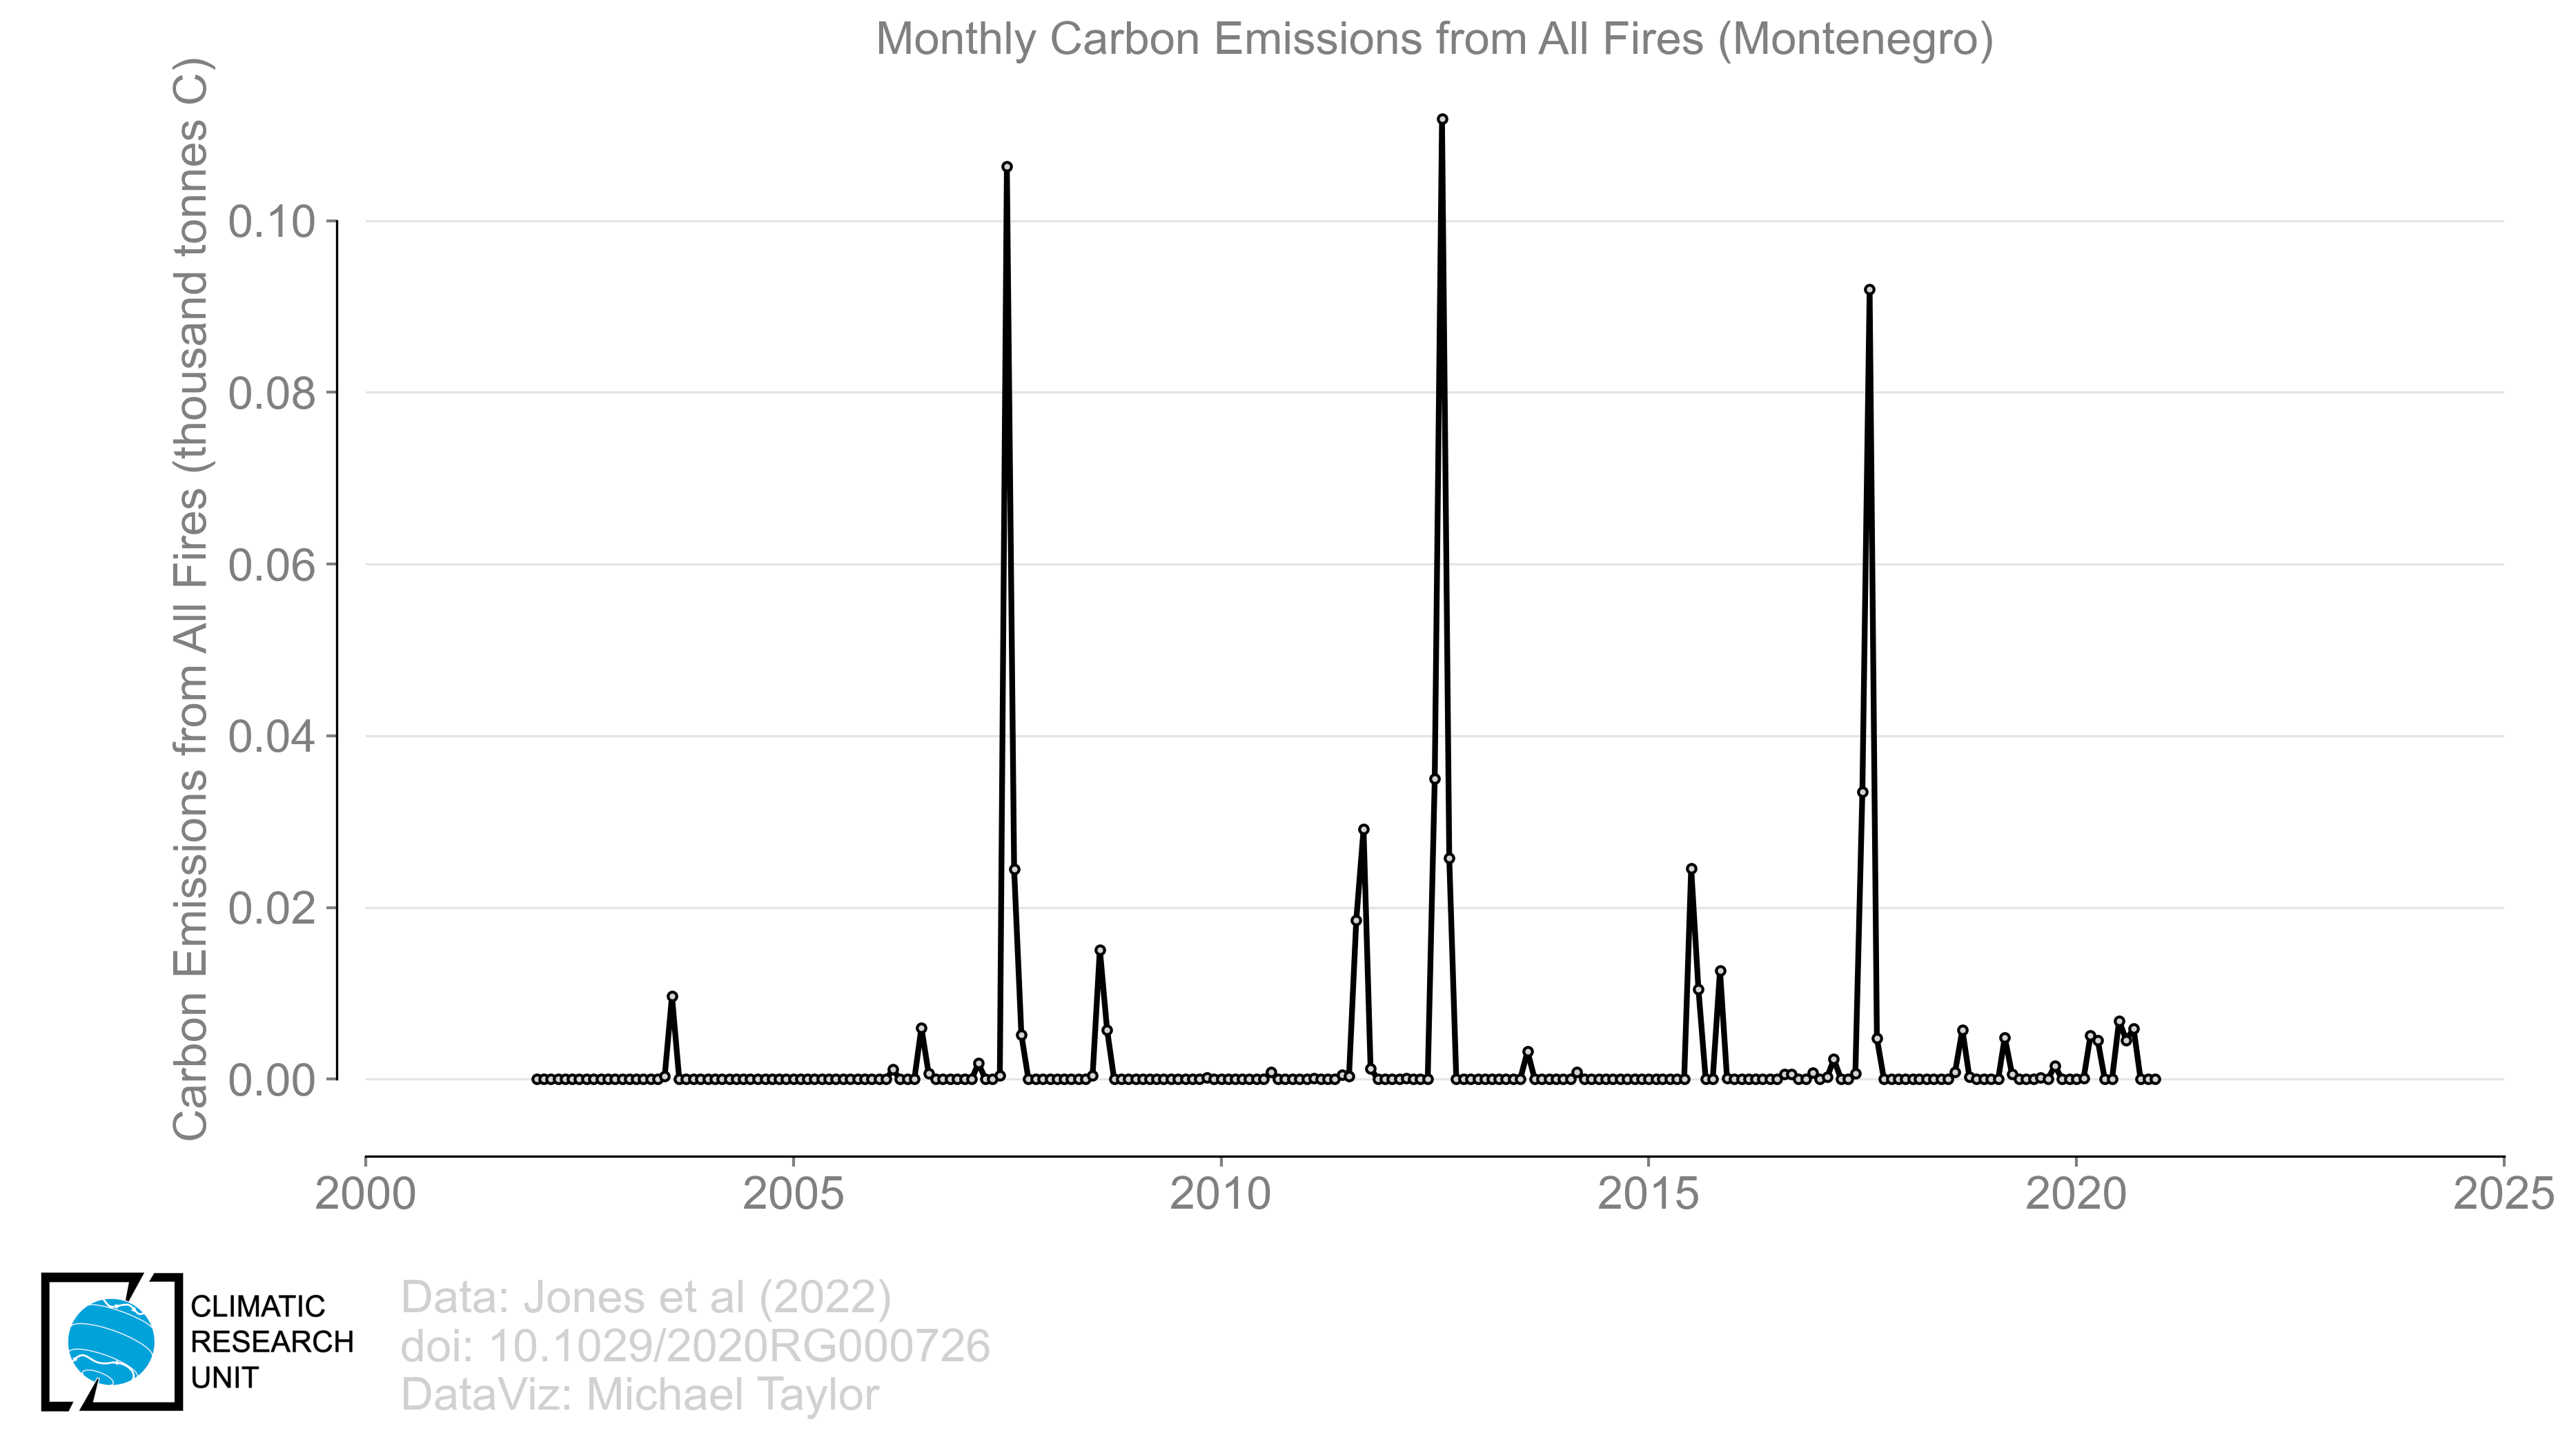 Monthly Carbon Emissions from All Fires (Montenegro)
Carbon Emissions from All Fires (thousand tonnes C)
0.10
0.08
0.06
0.04
0.02
0.00
2000 2005 2010 2015 2020 2025
CLIMATIC
RESEARCH
UNIT
Data: Jones et al (2022)
doi: 10.1029/2020RG000726
DataViz: Michael Taylor